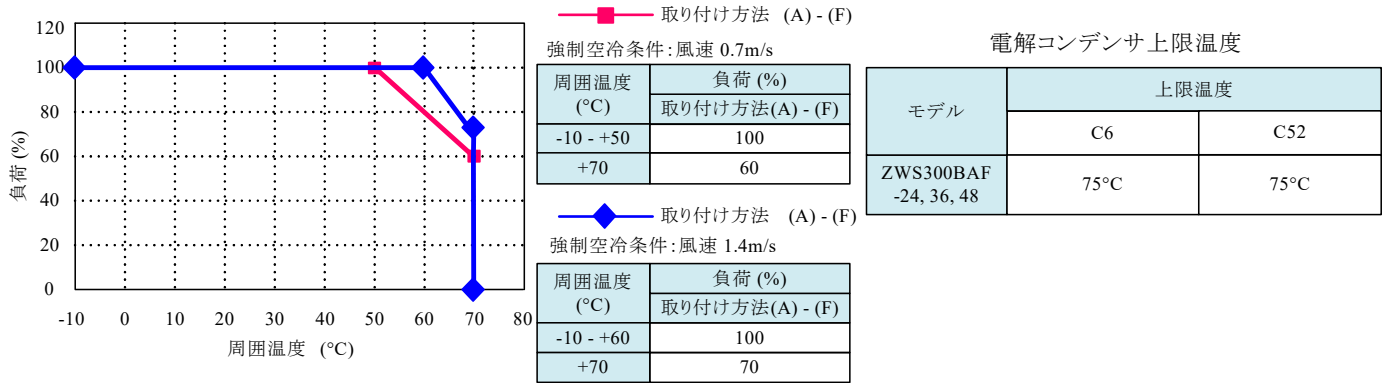 120
100
80
60
40
20
0
負荷 (%)
-10 0 10 20 30 40 50 60 70 80
周囲温度 (°C)
取り付け方法 (A) - (F)
強制空冷条件：風速 0.7m/s
周囲温度 (°C)
負荷 (%)
取り付け方法(A) - (F)
-10 - +50 100
+70 60
取り付け方法 (A) - (F)
強制空冷条件：風速 1.4m/s
周囲温度 (°C)
負荷 (%)
取り付け方法(A) - (F)
-10 - +60 100
+70 70
電解コンデンサ上限温度
モデル
上限温度
C6 C52
ZWS300BAF
-24, 36, 48
75°C 75°C